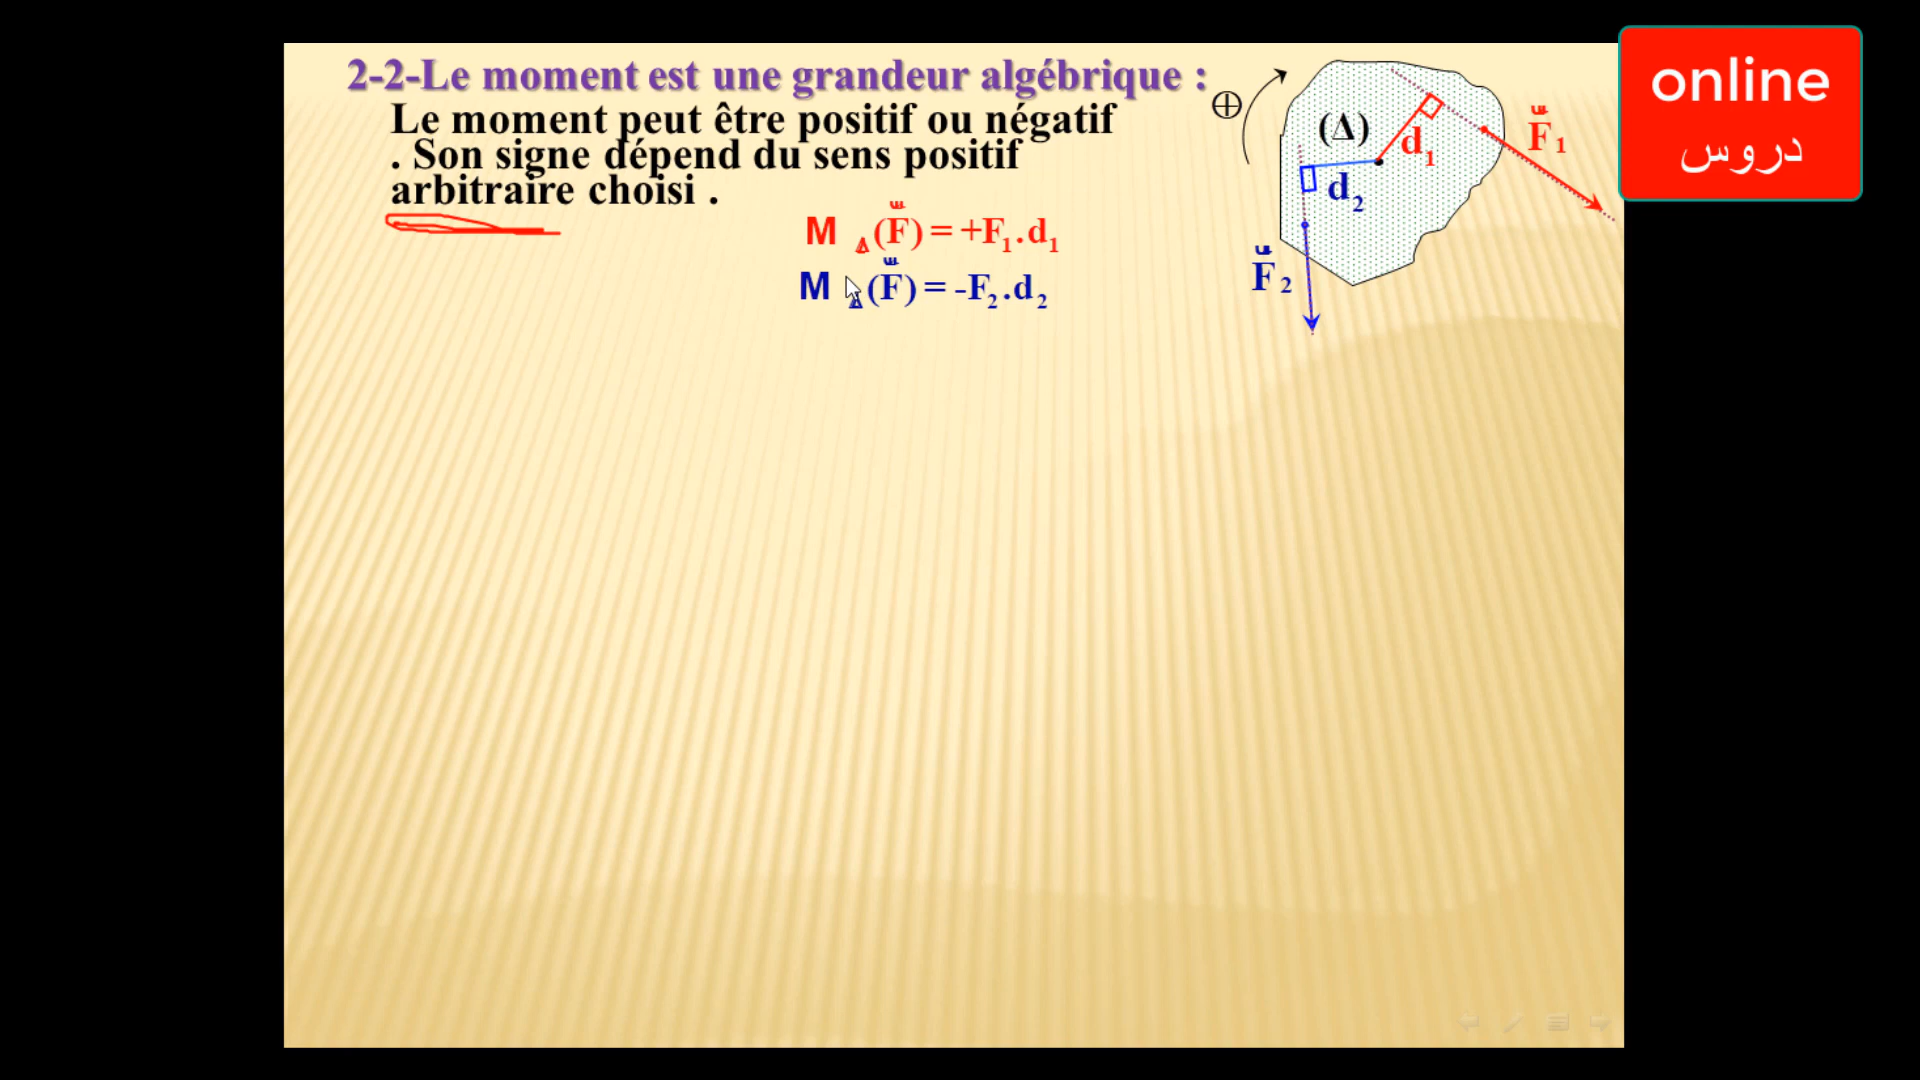 2-2-Le moment est une grandeur algébrique :
Le moment peut être positif ou négatif
. Son signe dépend du sens positif
arbitraire choisi .
M Δ(F) = +F1.d1
M Δ(F) = -F2.d2
⊕
(Δ)
d1
F1
d2
F2
online
دروس